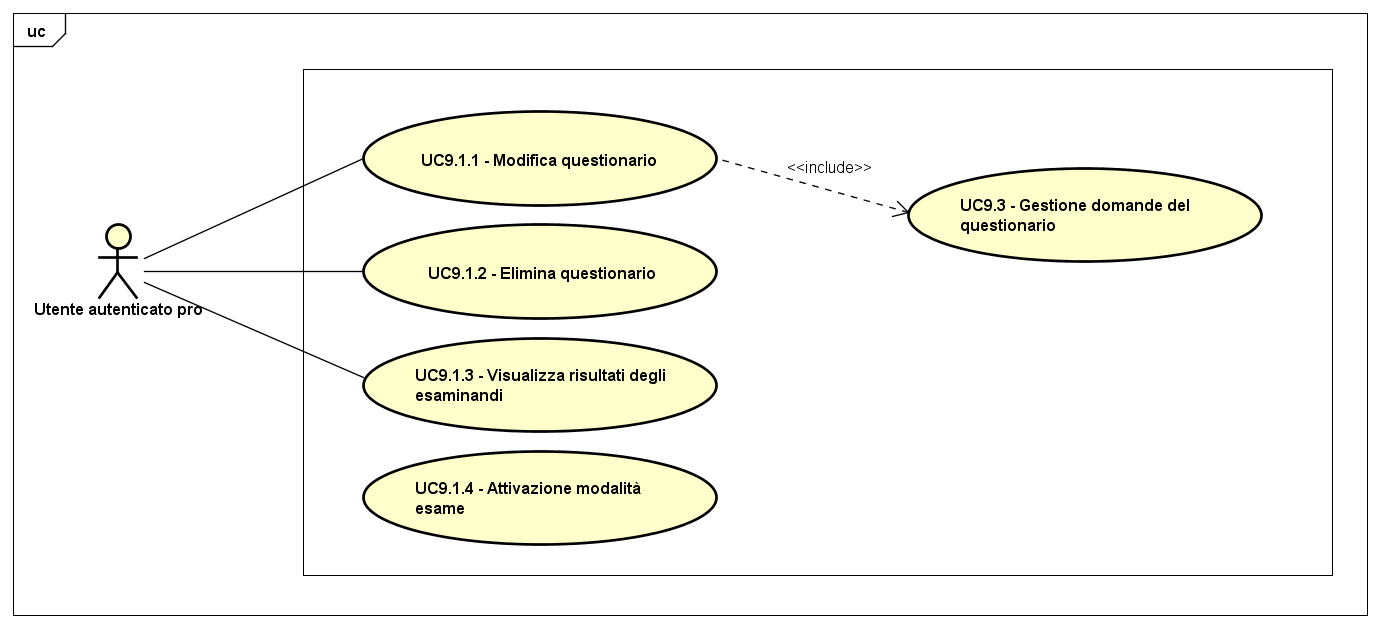 uc
UC9.1.1 - Modifica questionario
<<include>>
UC9.3 - Gestione domande del
questionario
UC9.1.2 - Elimina questionario
Utente autenticato pro
UC9.1.3 - Visualizza risultati degli
esaminandi
UC9.1.4 - Attivazione modalità
esame